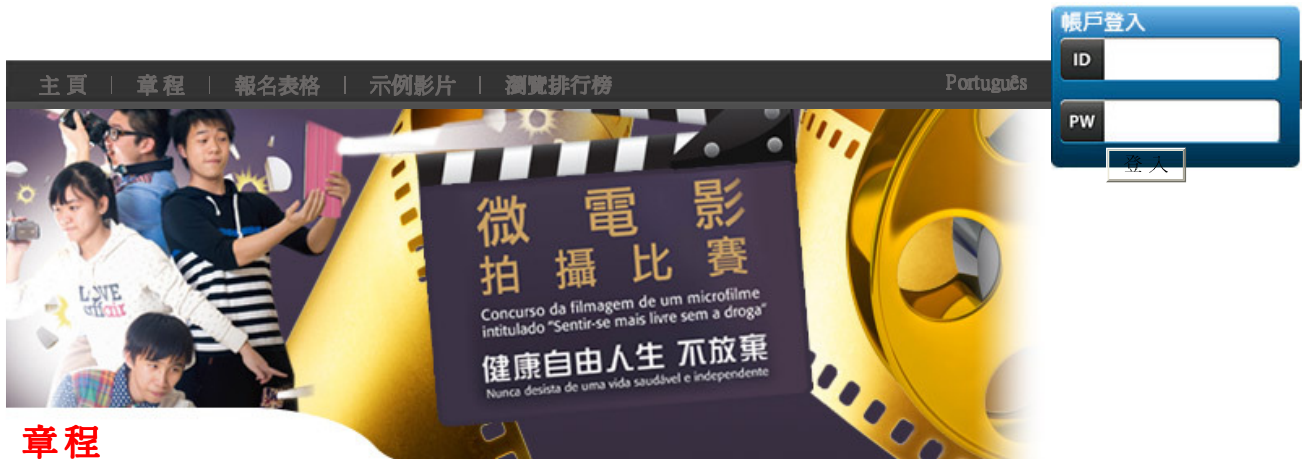 帳戶登入
ID
主 頁 | 章 程 | 報名表格 | 示例影片 | 瀏覽排行榜 Português
PW
登 入
微 電 影
拍 攝 比 賽
Concurso da filmagem de um microfilme
intitulado "Sentir-se mais livre sem a droga"
健康自由人生 不放棄
Nunca desista de uma vida saudável e independente
LOVE
affair
章 程